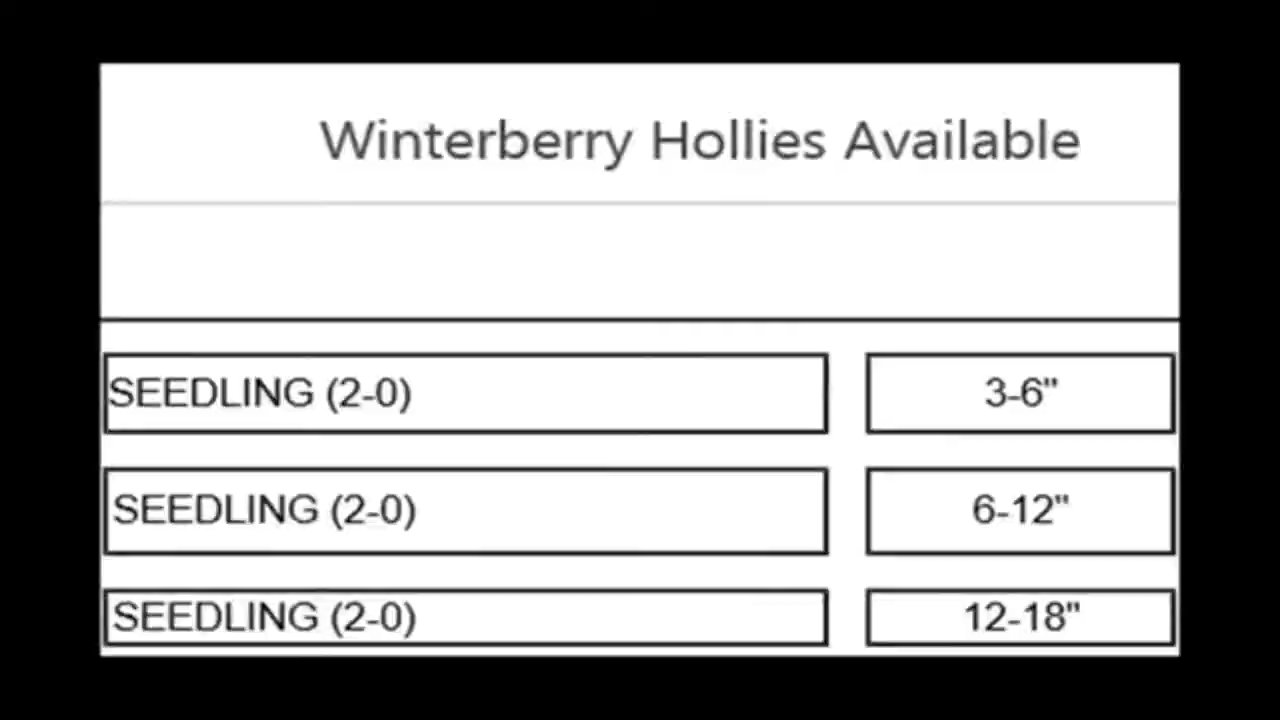 Winterberry Hollies Available
SEEDLING (2-0) 3-6"
SEEDLING (2-0) 6-12"
SEEDLING (2-0) 12-18"